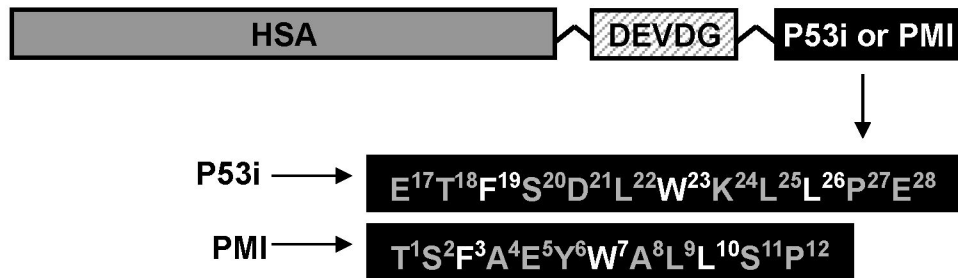 HSA DEVDG P53i or PMI
P53i E¹⁷T¹⁸F¹⁹S²⁰D²¹L²²W²³K²⁴L²⁵L²⁶P²⁷E²⁸
PMI T¹S²F³A⁴E⁵Y⁶W⁷A⁸L⁹L¹⁰S¹¹P¹²